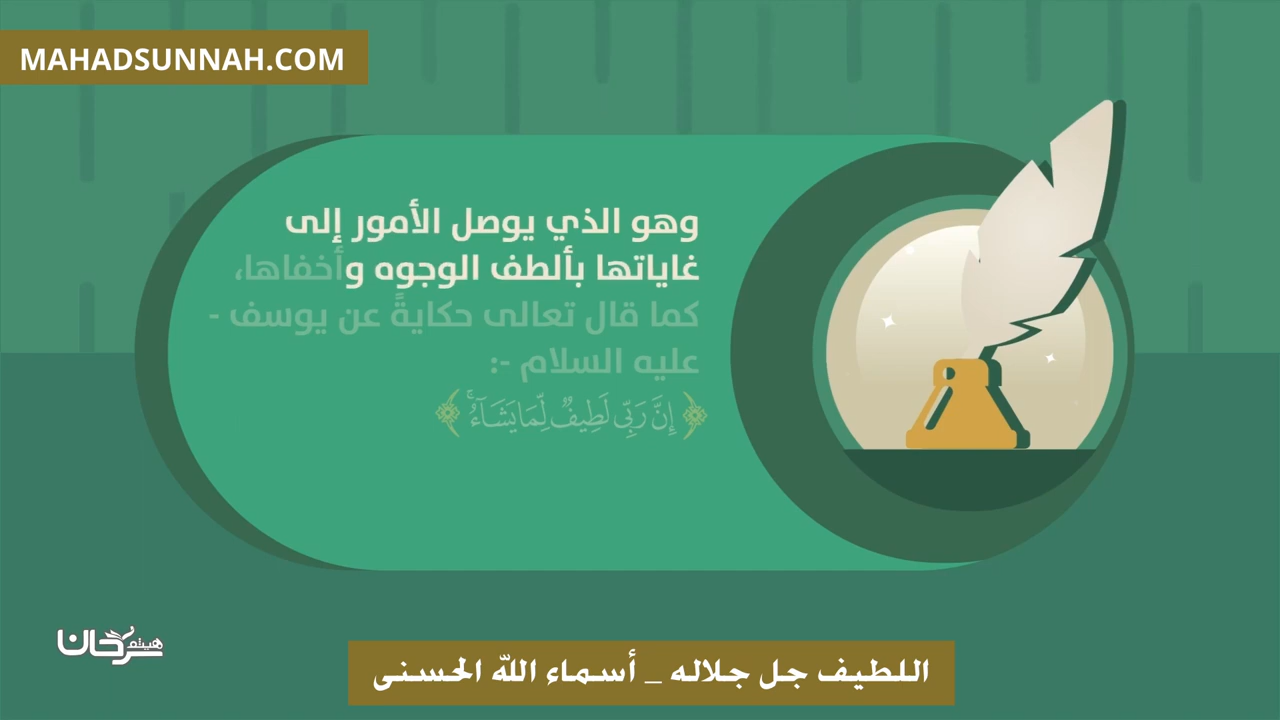 MAHADSUNNAH.COM
وهو الذي يوصل الأمور إلى
غاياتها بألطف الوجوه وأخفاها،
كما قال تعالى حكايةً عن يوسف -
عليه السلام -:
﴿إِنَّ رَبِّي لَطِيفٌ لِّمَا يَشَآءُ ۚ﴾
هيثم
سرحان
اللطيف جل جلاله _ أسماء الله الحسنى